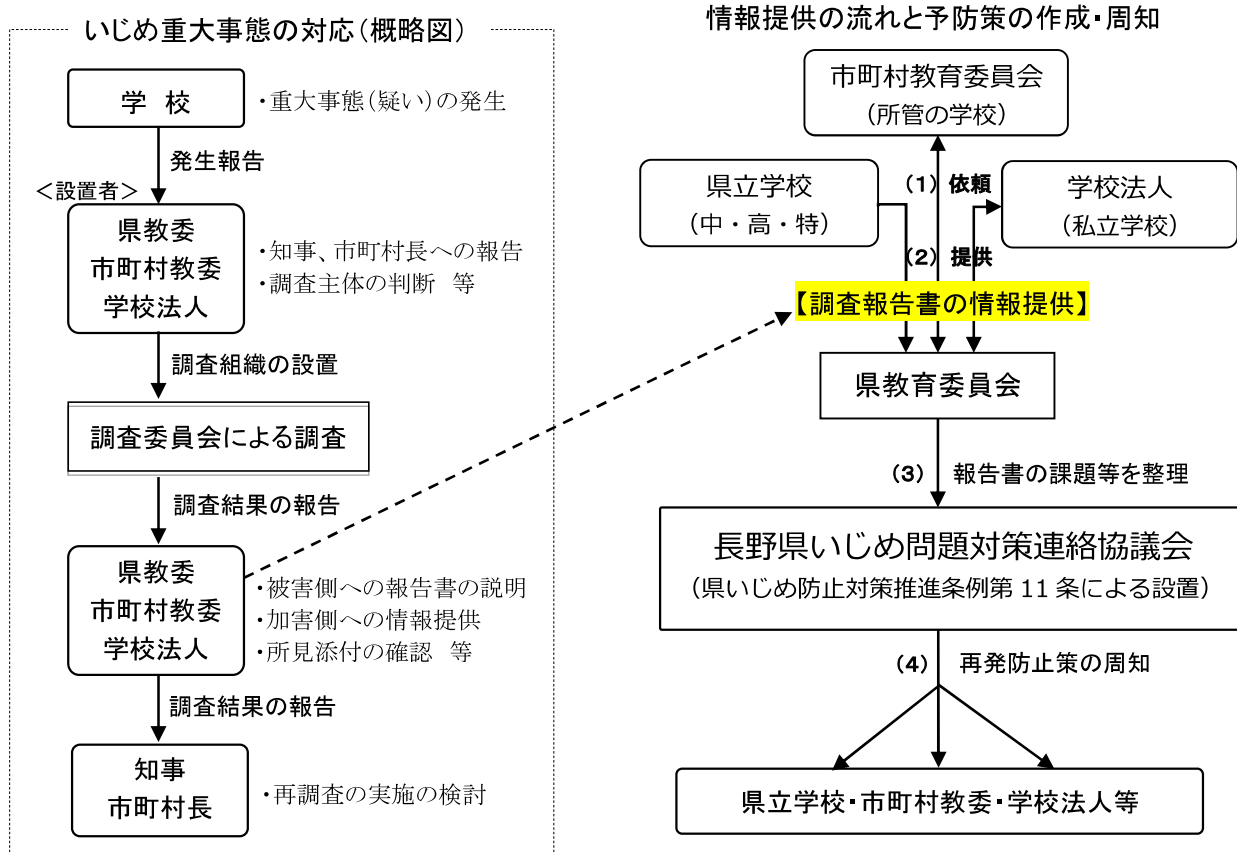 いじめ重大事態の対応(概略図)
学 校
・重大事態(疑い)の発生
発生報告
<設置者>
県教委
市町村教委
学校法人
・知事、市町村長への報告
・調査主体の判断 等
調査組織の設置
調査委員会による調査
調査結果の報告
県教委
市町村教委
学校法人
・被害側への報告書の説明
・加害側への情報提供
・所見添付の確認 等
調査結果の報告
知事
市町村長
・再調査の実施の検討
情報提供の流れと予防策の作成・周知
市町村教育委員会
(所管の学校)
県立学校
(中・高・特)
(1) 依頼
学校法人
(私立学校)
(2) 提供
【調査報告書の情報提供】
県教育委員会
(3) 報告書の課題等を整理
長野県いじめ問題対策連絡協議会
(県いじめ防止対策推進条例第 11 条による設置)
(4) 再発防止策の周知
県立学校・市町村教委・学校法人等